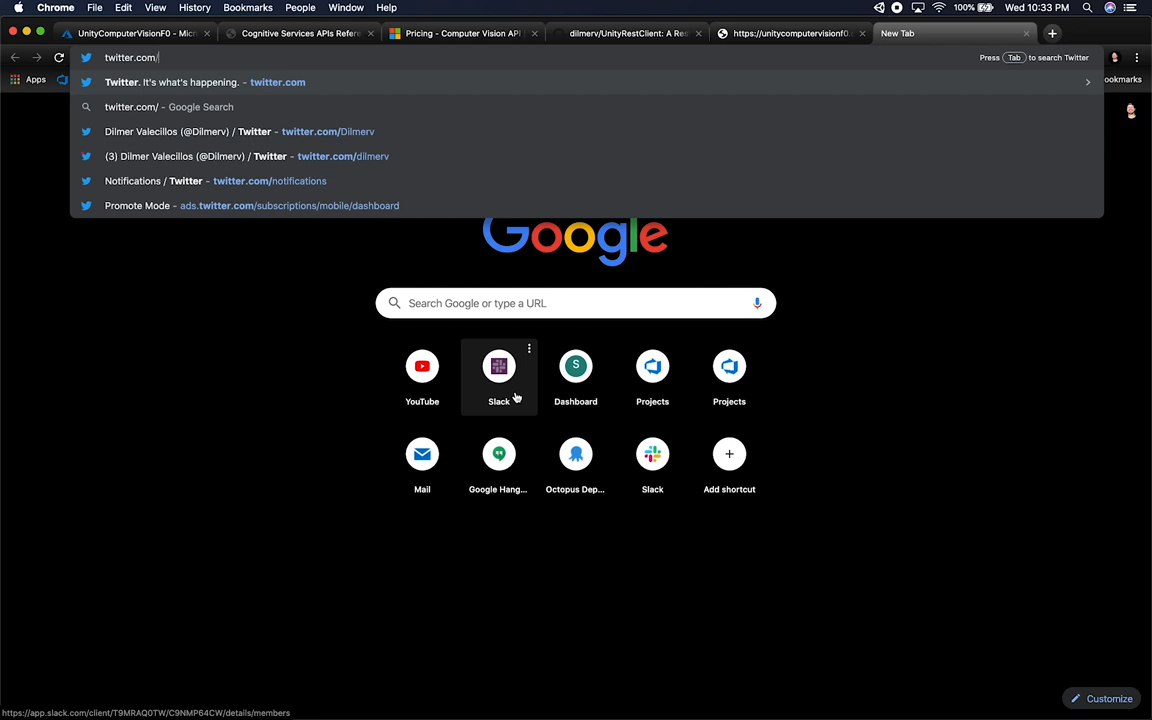 Chrome File Edit View History Bookmarks People Window Help 100% Wed 10:33 PM
UnityComputerVisionF0 - Micr Cognitive Services APIs Refere Pricing - Computer Vision API dilmerv/UnityRestClient: A Res https://unitycomputervisionf0. New Tab
twitter.com/ Press Tab to search Twitter
Apps ookmarks
Twitter. It's what's happening. - twitter.com
twitter.com/ - Google Search
Dilmer Valecillos (@Dilmerv) / Twitter - twitter.com/Dilmerv
(3) Dilmer Valecillos (@Dilmerv) / Twitter - twitter.com/dilmerv
Notifications / Twitter - twitter.com/notifications
Promote Mode - ads.twitter.com/subscriptions/mobile/dashboard
Google
Search Google or type a URL
S
YouTube Slack Dashboard Projects Projects
Mail Google Hang... Octopus Dep... Slack Add shortcut
Customize
https://app.slack.com/client/T9MRAQ0TW/C9NMP64CW/details/members